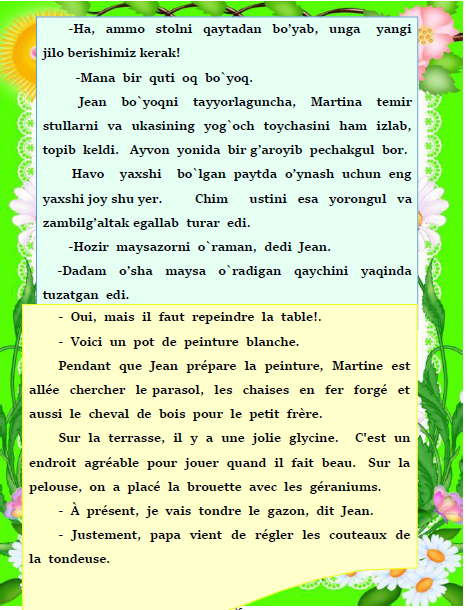 -Ha, ammo stolni qaytadan bo’yab, unga yangi
jilo berishimiz kerak!
-Mana bir quti oq bo`yoq.
Jean bo`yoqni tayyorlaguncha, Martina temir
stullarni va ukasining yog`och toychasini ham izlab,
topib keldi. Ayvon yonida bir g’aroyib pechakgul bor.
Havo yaxshi bo`lgan paytda o’ynash uchun eng
yaxshi joy shu yer. Chim ustini esa yorongul va
zambilg’altak egallab turar edi.
-Hozir maysazorni o`raman, dedi Jean.
-Dadam o’sha maysa o`radigan qaychini yaqinda
tuzatgan edi.
- Oui, mais il faut repeindre la table!.
- Voici un pot de peinture blanche.
Pendant que Jean prépare la peinture, Martine est
allée chercher le parasol, les chaises en fer forgé et
aussi le cheval de bois pour le petit frère.
Sur la terrasse, il y a une jolie glycine. C'est un
endroit agréable pour jouer quand il fait beau. Sur la
pelouse, on a placé la brouette avec les géraniums.
- À présent, je vais tondre le gazon, dit Jean.
- Justement, papa vient de régler les couteaux de
la tondeuse.